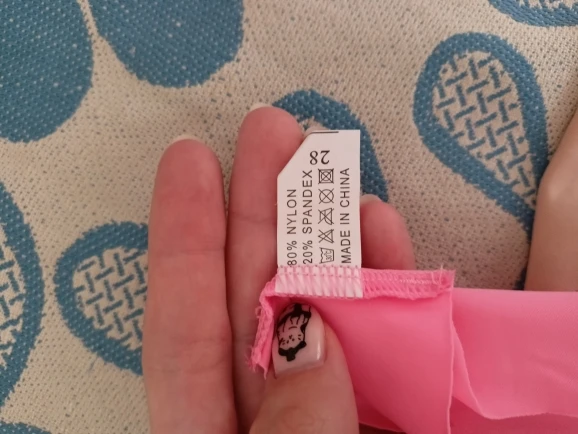 28
80% NYLON
20% SPANDEX
MADE IN CHINA